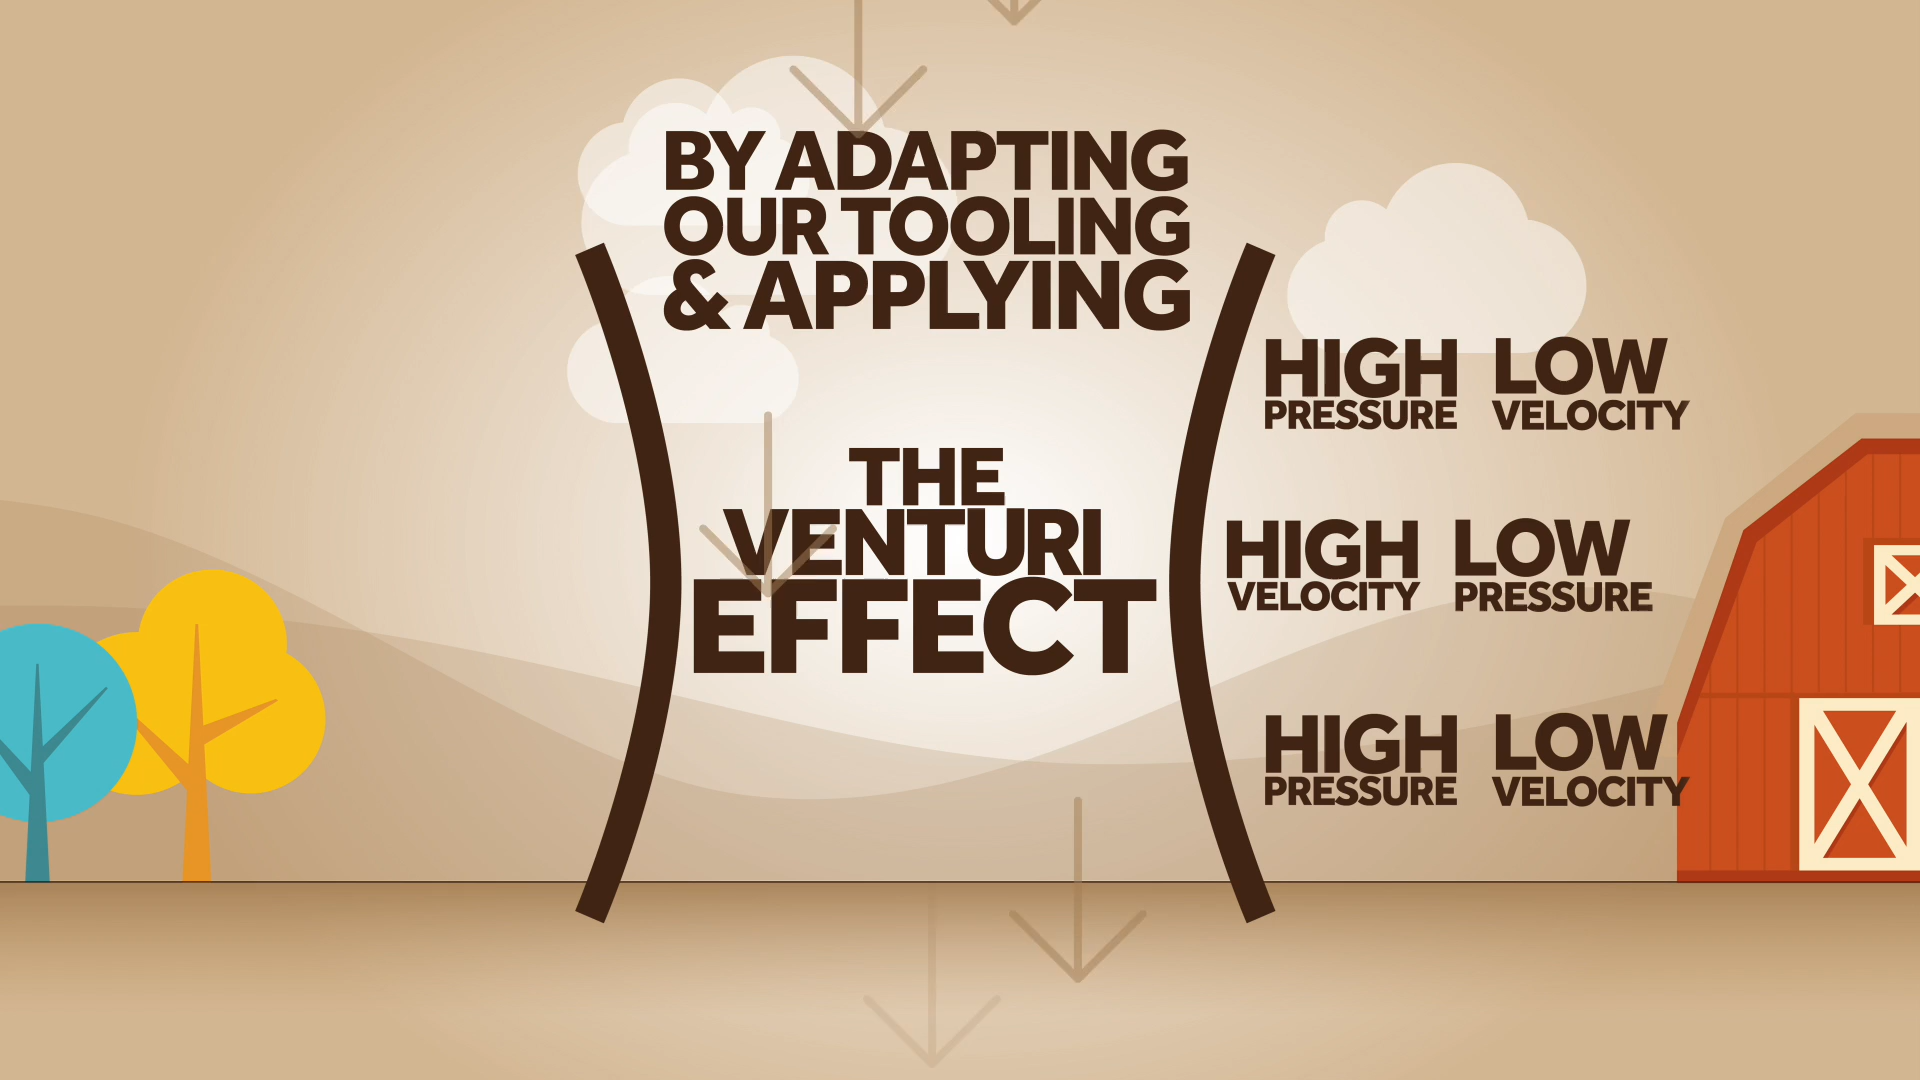 BY ADAPTING
OUR TOOLING
& APPLYING
THE
VENTURI
EFFECT
HIGH LOW
PRESSURE VELOCITY
HIGH LOW
VELOCITY PRESSURE
HIGH LOW
PRESSURE VELOCITY